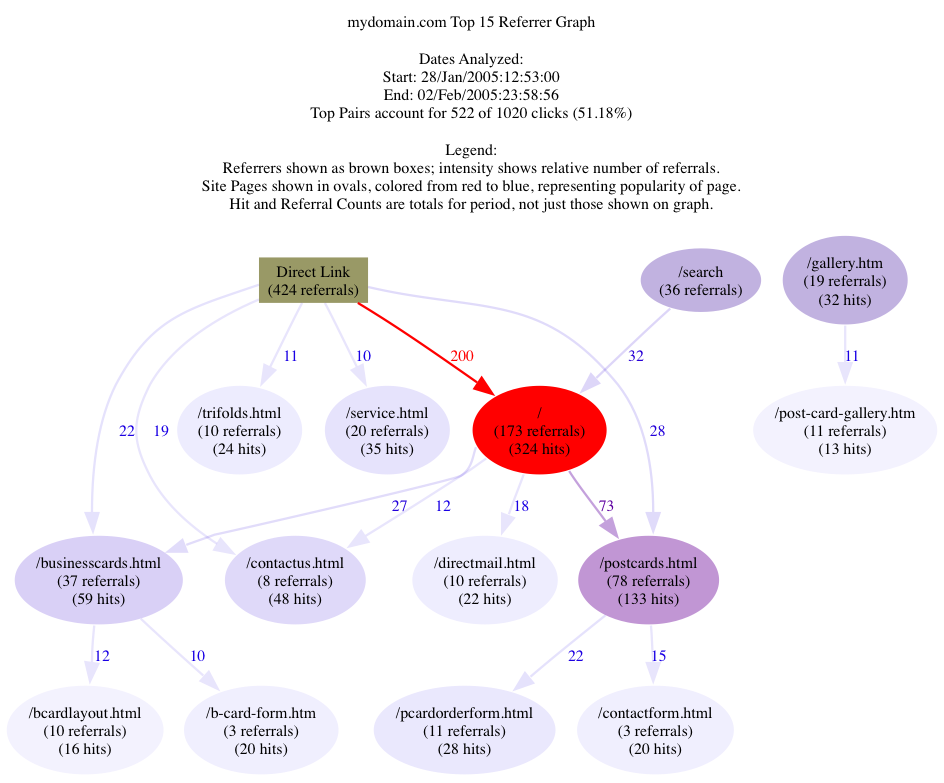 mydomain.com Top 15 Referrer Graph
Dates Analyzed:
Start: 28/Jan/2005:12:53:00
End: 02/Feb/2005:23:58:56
Top Pairs account for 522 of 1020 clicks (51.18%)
Legend:
Referrers shown as brown boxes; intensity shows relative number of referrals.
Site Pages shown in ovals, colored from red to blue, representing popularity of page.
Hit and Referral Counts are totals for period, not just those shown on graph.
Direct Link
(424 referrals)
/search
(36 referrals)
/gallery.htm
(19 referrals)
(32 hits)
11
10
200
32
11
/trifolds.html
(10 referrals)
(24 hits)
/service.html
(20 referrals)
(35 hits)
/
(173 referrals)
(324 hits)
/post-card-gallery.htm
(11 referrals)
(13 hits)
22
19
28
27
12
18
73
/businesscards.html
(37 referrals)
(59 hits)
/contactus.html
(8 referrals)
(48 hits)
/directmail.html
(10 referrals)
(22 hits)
/postcards.html
(78 referrals)
(133 hits)
12
10
22
15
/bcardlayout.html
(10 referrals)
(16 hits)
/b-card-form.htm
(3 referrals)
(20 hits)
/pcardorderform.html
(11 referrals)
(28 hits)
/contactform.html
(3 referrals)
(20 hits)